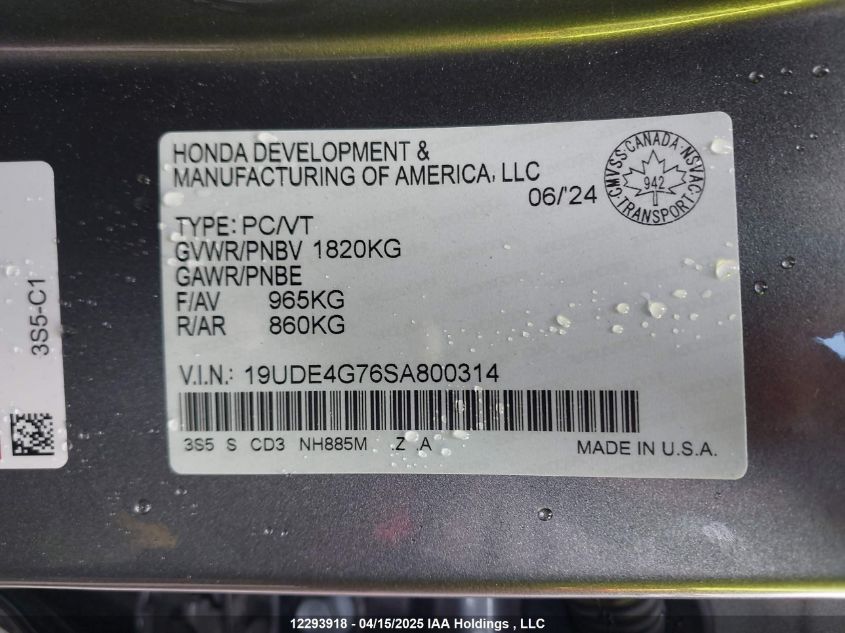 HONDA DEVELOPMENT &
MANUFACTURING OF AMERICA, LLC
06/'24
CMVSS · CANADA · NSVAC
942
TRANSPORT
TYPE: PC/VT
GVWR/PNBV 1820KG
GAWR/PNBE
F/AV 965KG
R/AR 860KG
V.I.N.: 19UDE4G76SA800314
3S5 S CD3 NH885M Z A MADE IN U.S.A.
3S5-C1
12293918 - 04/15/2025 IAA Holdings , LLC